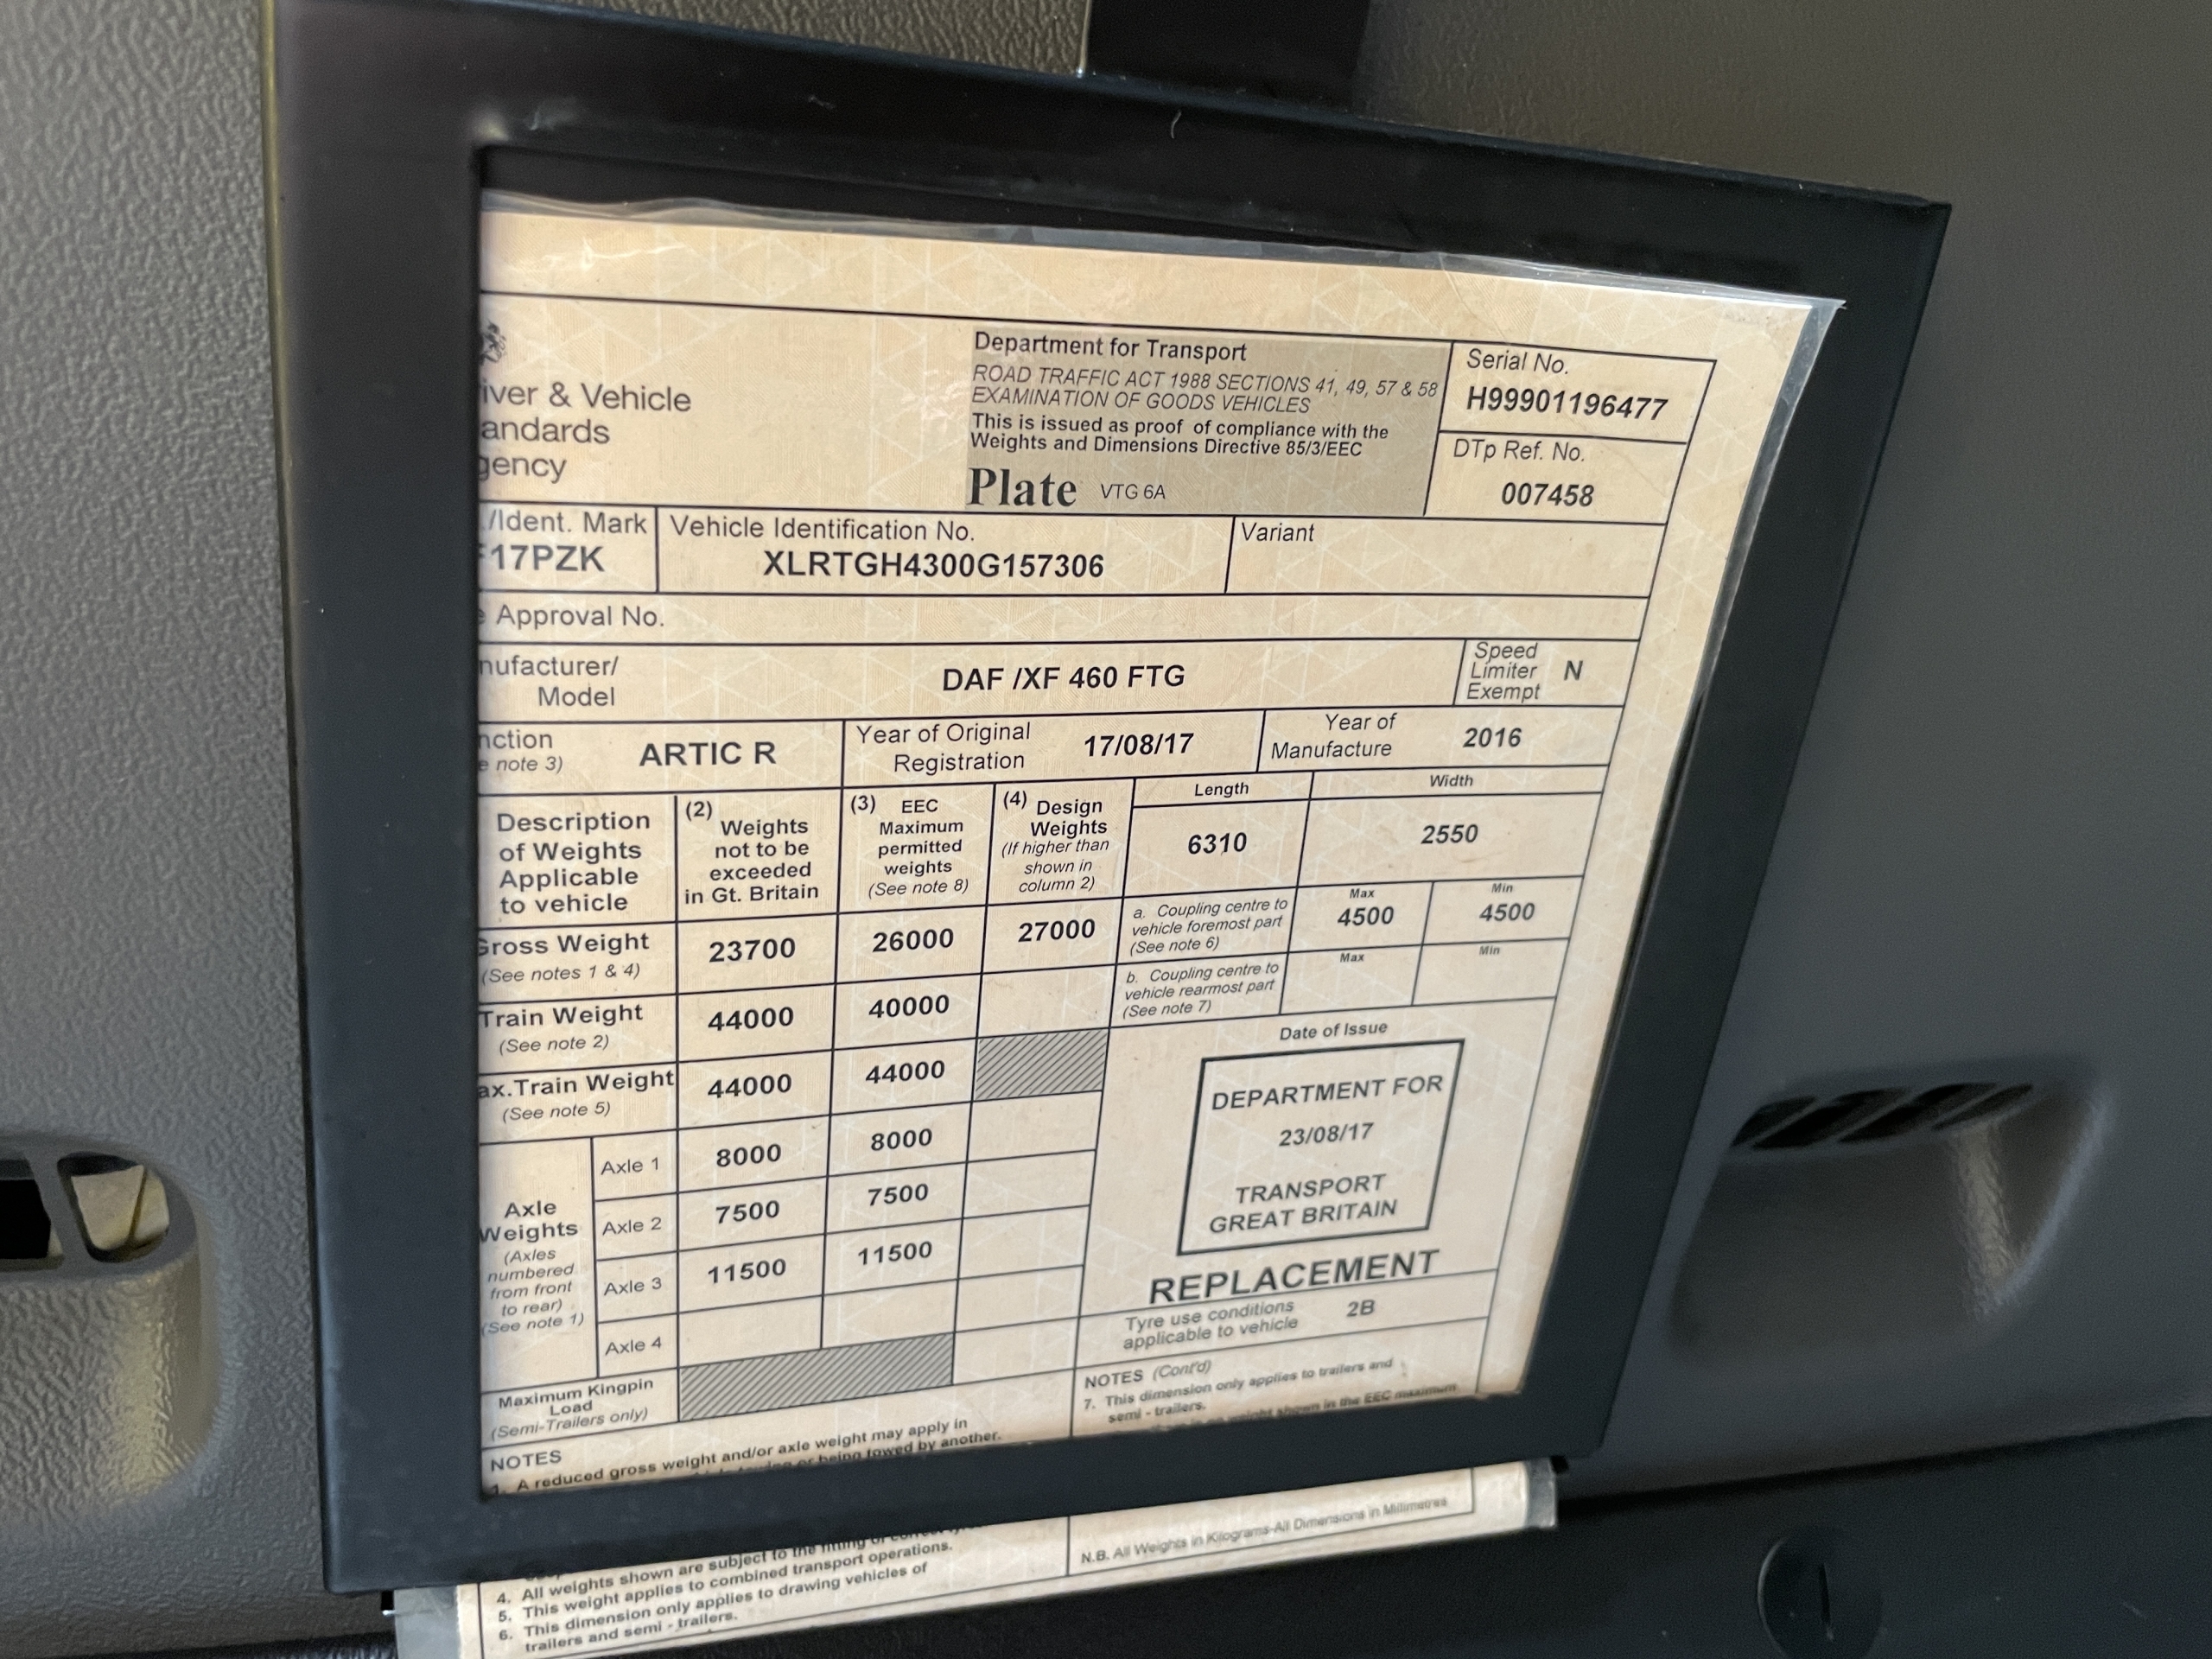 Department for Transport
ROAD TRAFFIC ACT 1988 SECTIONS 41, 49, 57 & 58
EXAMINATION OF GOODS VEHICLES
This is issued as proof of compliance with the
Weights and Dimensions Directive 85/3/EEC
Plate VTG 6A
Serial No.
H99901196477
DTp Ref. No.
007458
iver & Vehicle
andards
gency
/Ident. Mark
17PZK
Vehicle Identification No.
XLRTGH4300G157306
Variant
Approval No.
nufacturer/
Model
DAF /XF 460 FTG
Speed
Limiter
Exempt
N
nction
note 3)
ARTIC R
Year of Original
Registration
17/08/17
Year of
Manufacture
2016
Description
of Weights
Applicable
to vehicle
(2)
Weights
not to be
exceeded
in Gt. Britain
(3) EEC
Maximum
permitted
weights
(See note 8)
(4) Design
Weights
(If higher than
shown in
column 2)
Length
6310
Width
2550
Gross Weight
(See notes 1 & 4)
23700
26000
27000
a. Coupling centre to
vehicle foremost part
(See note 6)
Max
4500
Min
4500
Train Weight
(See note 2)
44000
40000
b. Coupling centre to
vehicle rearmost part
(See note 7)
Max
Min
ax.Train Weight
(See note 5)
44000
44000
Axle
Weights
(Axles
numbered
from front
to rear)
(See note 1)
Axle 1
8000
8000
Axle 2
7500
7500
Axle 3
11500
11500
Axle 4
Maximum Kingpin
Load
(Semi-Trailers only)
Date of Issue
DEPARTMENT FOR
23/08/17
TRANSPORT
GREAT BRITAIN
REPLACEMENT
Tyre use conditions
applicable to vehicle
2B
NOTES
1. A reduced gross weight and/or axle weight may apply in
towing or being towed by another.
NOTES (Cont'd)
7. This dimension only applies to trailers and
semi - trailers.
weight shown in the EEC maximum
4. All weights shown are subject to the fitting of correct
5. This weight applies to combined transport operations.
6. This dimension only applies to drawing vehicles of
trailers and semi - trailers.
N.B. All Weights in Kilograms-All Dimensions in Millimetres